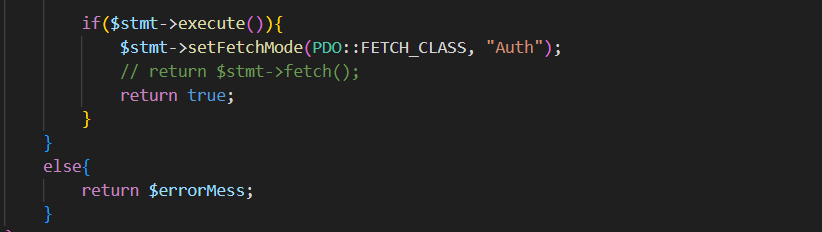 if($stmt->execute()){
$stmt->setFetchMode(PDO::FETCH_CLASS, "Auth");
// return $stmt->fetch();
return true;
}
}
else{
return $errorMess;
}